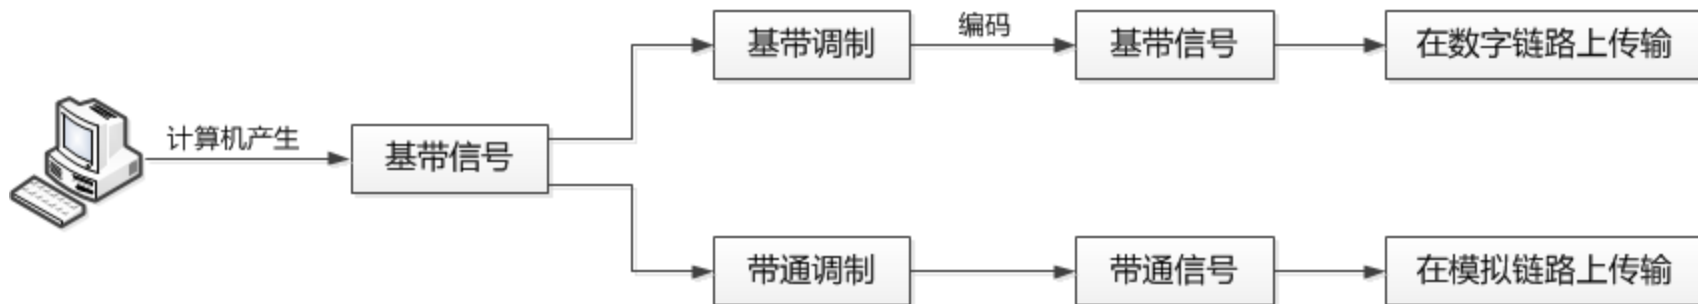 基带调制
编码
基带信号
在数字链路上传输
计算机产生
基带信号
带通调制
带通信号
在模拟链路上传输